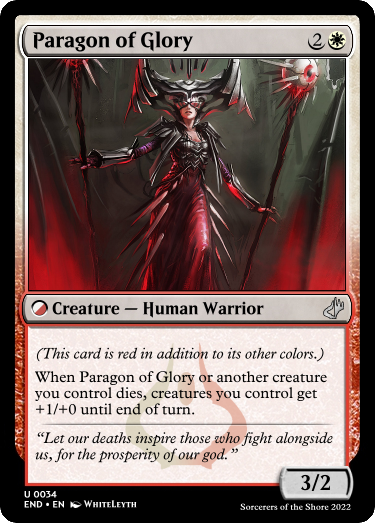 Paragon of Glory 2
Creature — Human Warrior
(This card is red in addition to its other colors.)
When Paragon of Glory or another creature
you control dies, creatures you control get
+1/+0 until end of turn.
“Let our deaths inspire those who fight alongside
us, for the prosperity of our god.”
3/2
U 0034
END • EN WhiteLeyth
Sorcerers of the Shore 2022